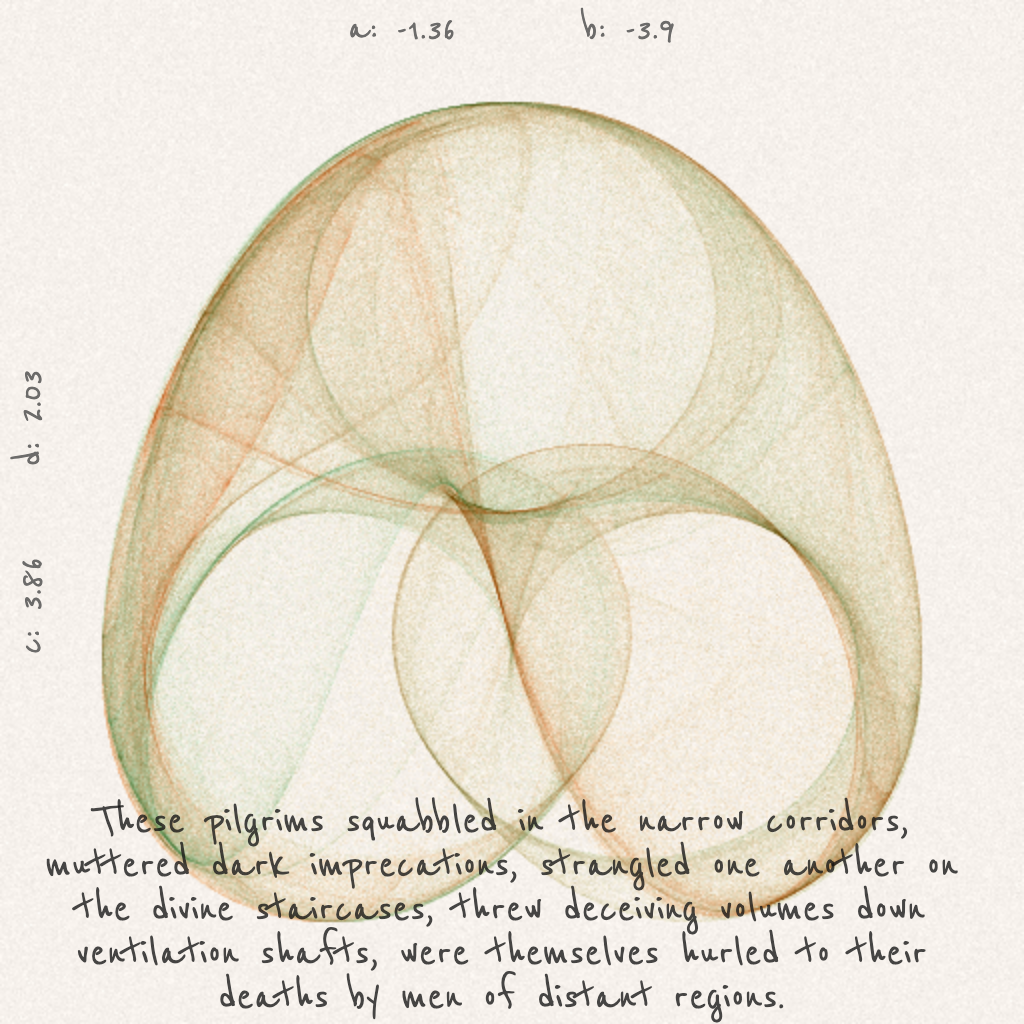 a: -1.36 b: -3.9
d: 2.03
c: 3.86
These pilgrims squabbled in the narrow corridors,
muttered dark imprecations, strangled one another on
the divine staircases, threw deceiving volumes down
ventilation shafts, were themselves hurled to their
deaths by men of distant regions.